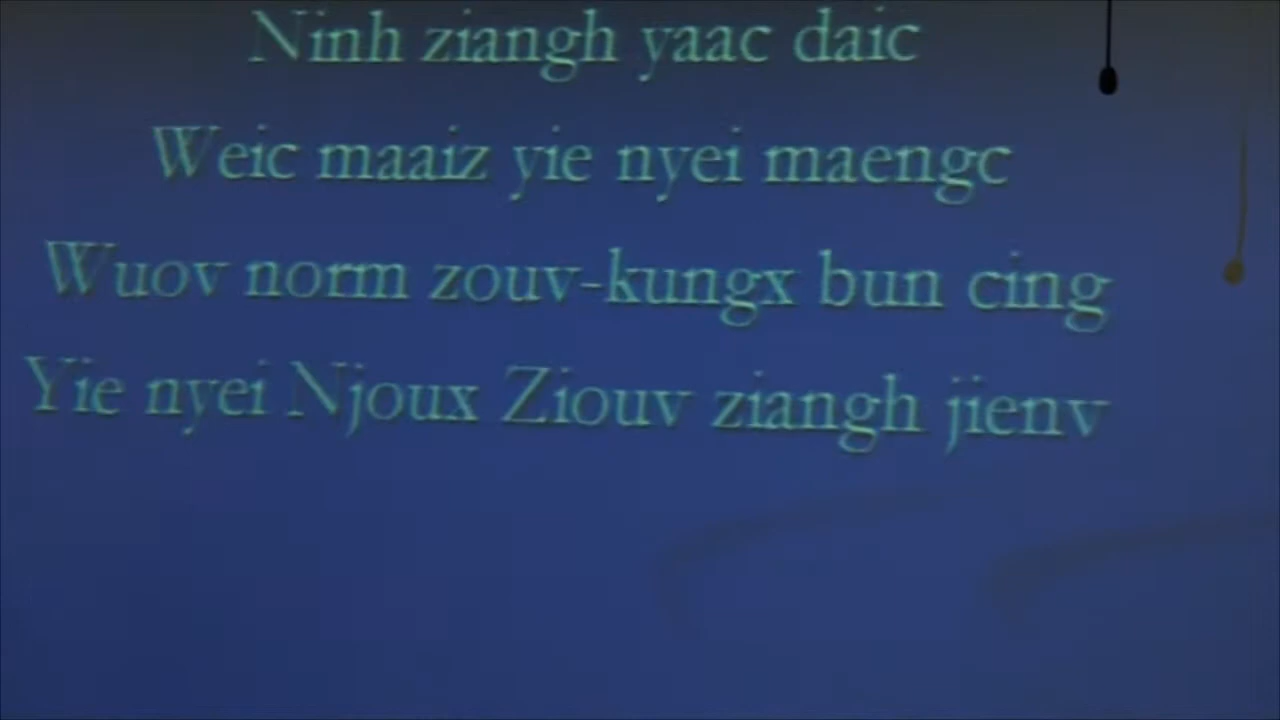 Ninh ziangh yaac daic
Weic maaiz yie nyei maengc
Wuov norm zouv-kungx bun cing
Yie nyei Njoux Ziouv ziangh jienv